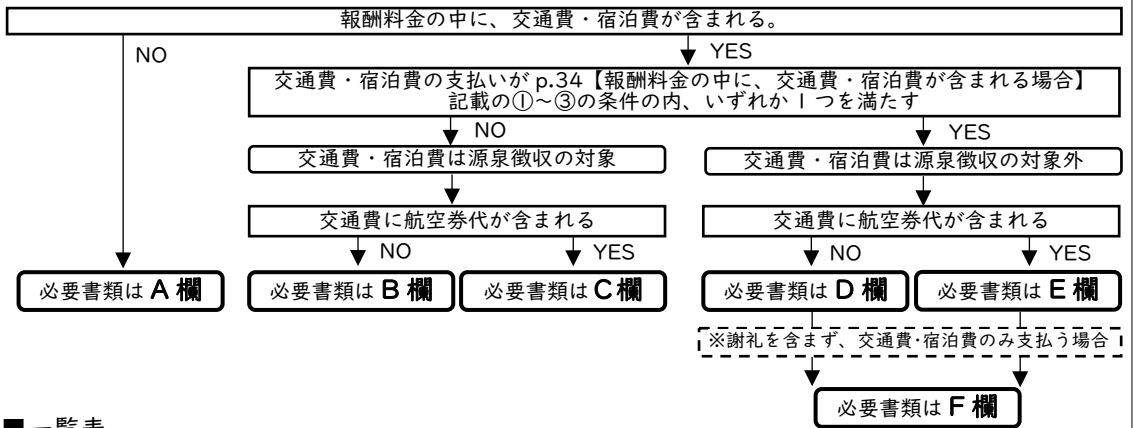 報酬料金の中に、交通費・宿泊費が含まれる。
NO
YES
交通費・宿泊費の支払いが p.34【報酬料金の中に、交通費・宿泊費が含まれる場合】
記載の①~③の条件の内、いずれか 1 つを満たす
NO
YES
交通費・宿泊費は源泉徴収の対象
交通費・宿泊費は源泉徴収の対象外
交通費に航空券代が含まれる
交通費に航空券代が含まれる
NO
YES
NO
YES
必要書類は A 欄
必要書類は B 欄
必要書類は C 欄
必要書類は D 欄
必要書類は E 欄
※謝礼を含まず、交通費・宿泊費のみ支払う場合
必要書類は F 欄
■一覧表